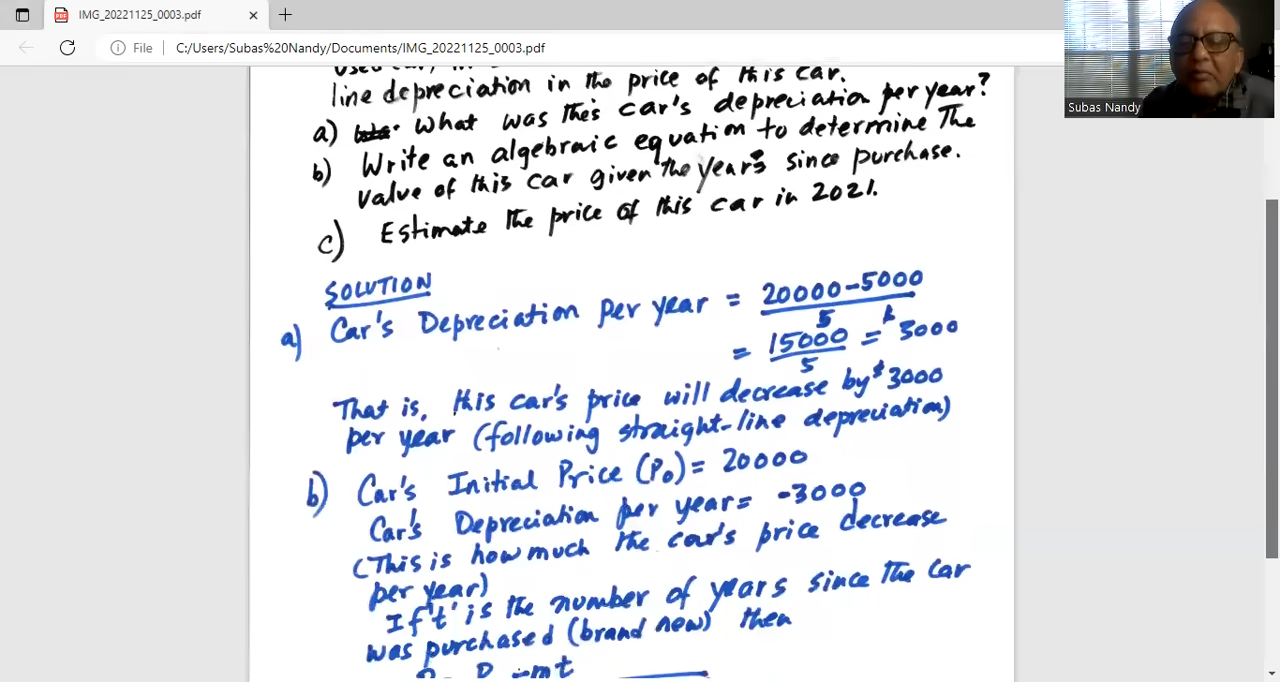 IMG_20221125_0003.pdf
File C:/Users/Subas%20Nandy/Documents/IMG_20221125_0003.pdf
Subas Nandy
line depreciation in the price of this car.
a) What was this car's depreciation per year?
b) Write an algebraic equation to determine The
value of this car given the years since purchase.
c) Estimate the price of this car in 2021.
SOLUTION
a) Car's Depreciation Per year = 20000-5000
5
= 15000 = $3000
5
That is, this car's price will decrease by $3000
per year (following straight-line depreciation)
b) Car's Initial Price (P0) = 20000
Car's Depreciation per year = -3000
(This is how much the car's price decrease
per year)
If 't' is the number of years since the car
was purchased (brand new) then